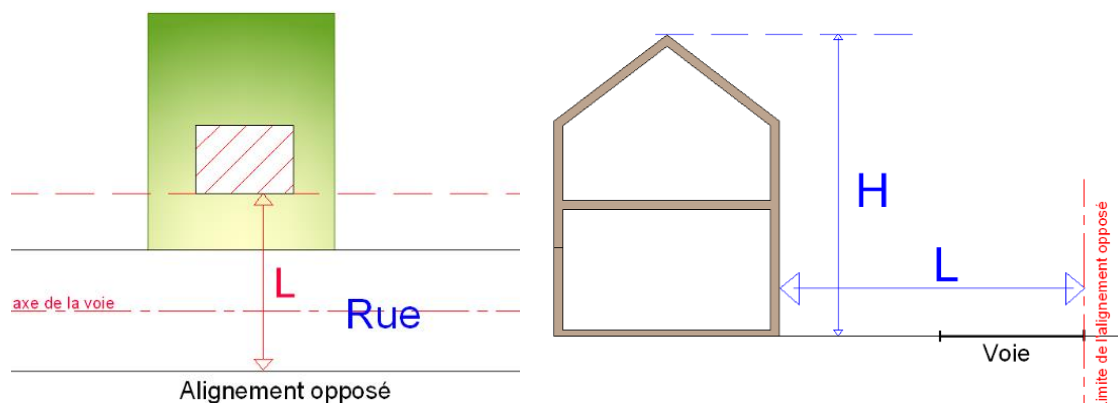 axe de la voie
L
Rue
Alignement opposé
H
L
Voie
Limite de l'alignement opposé